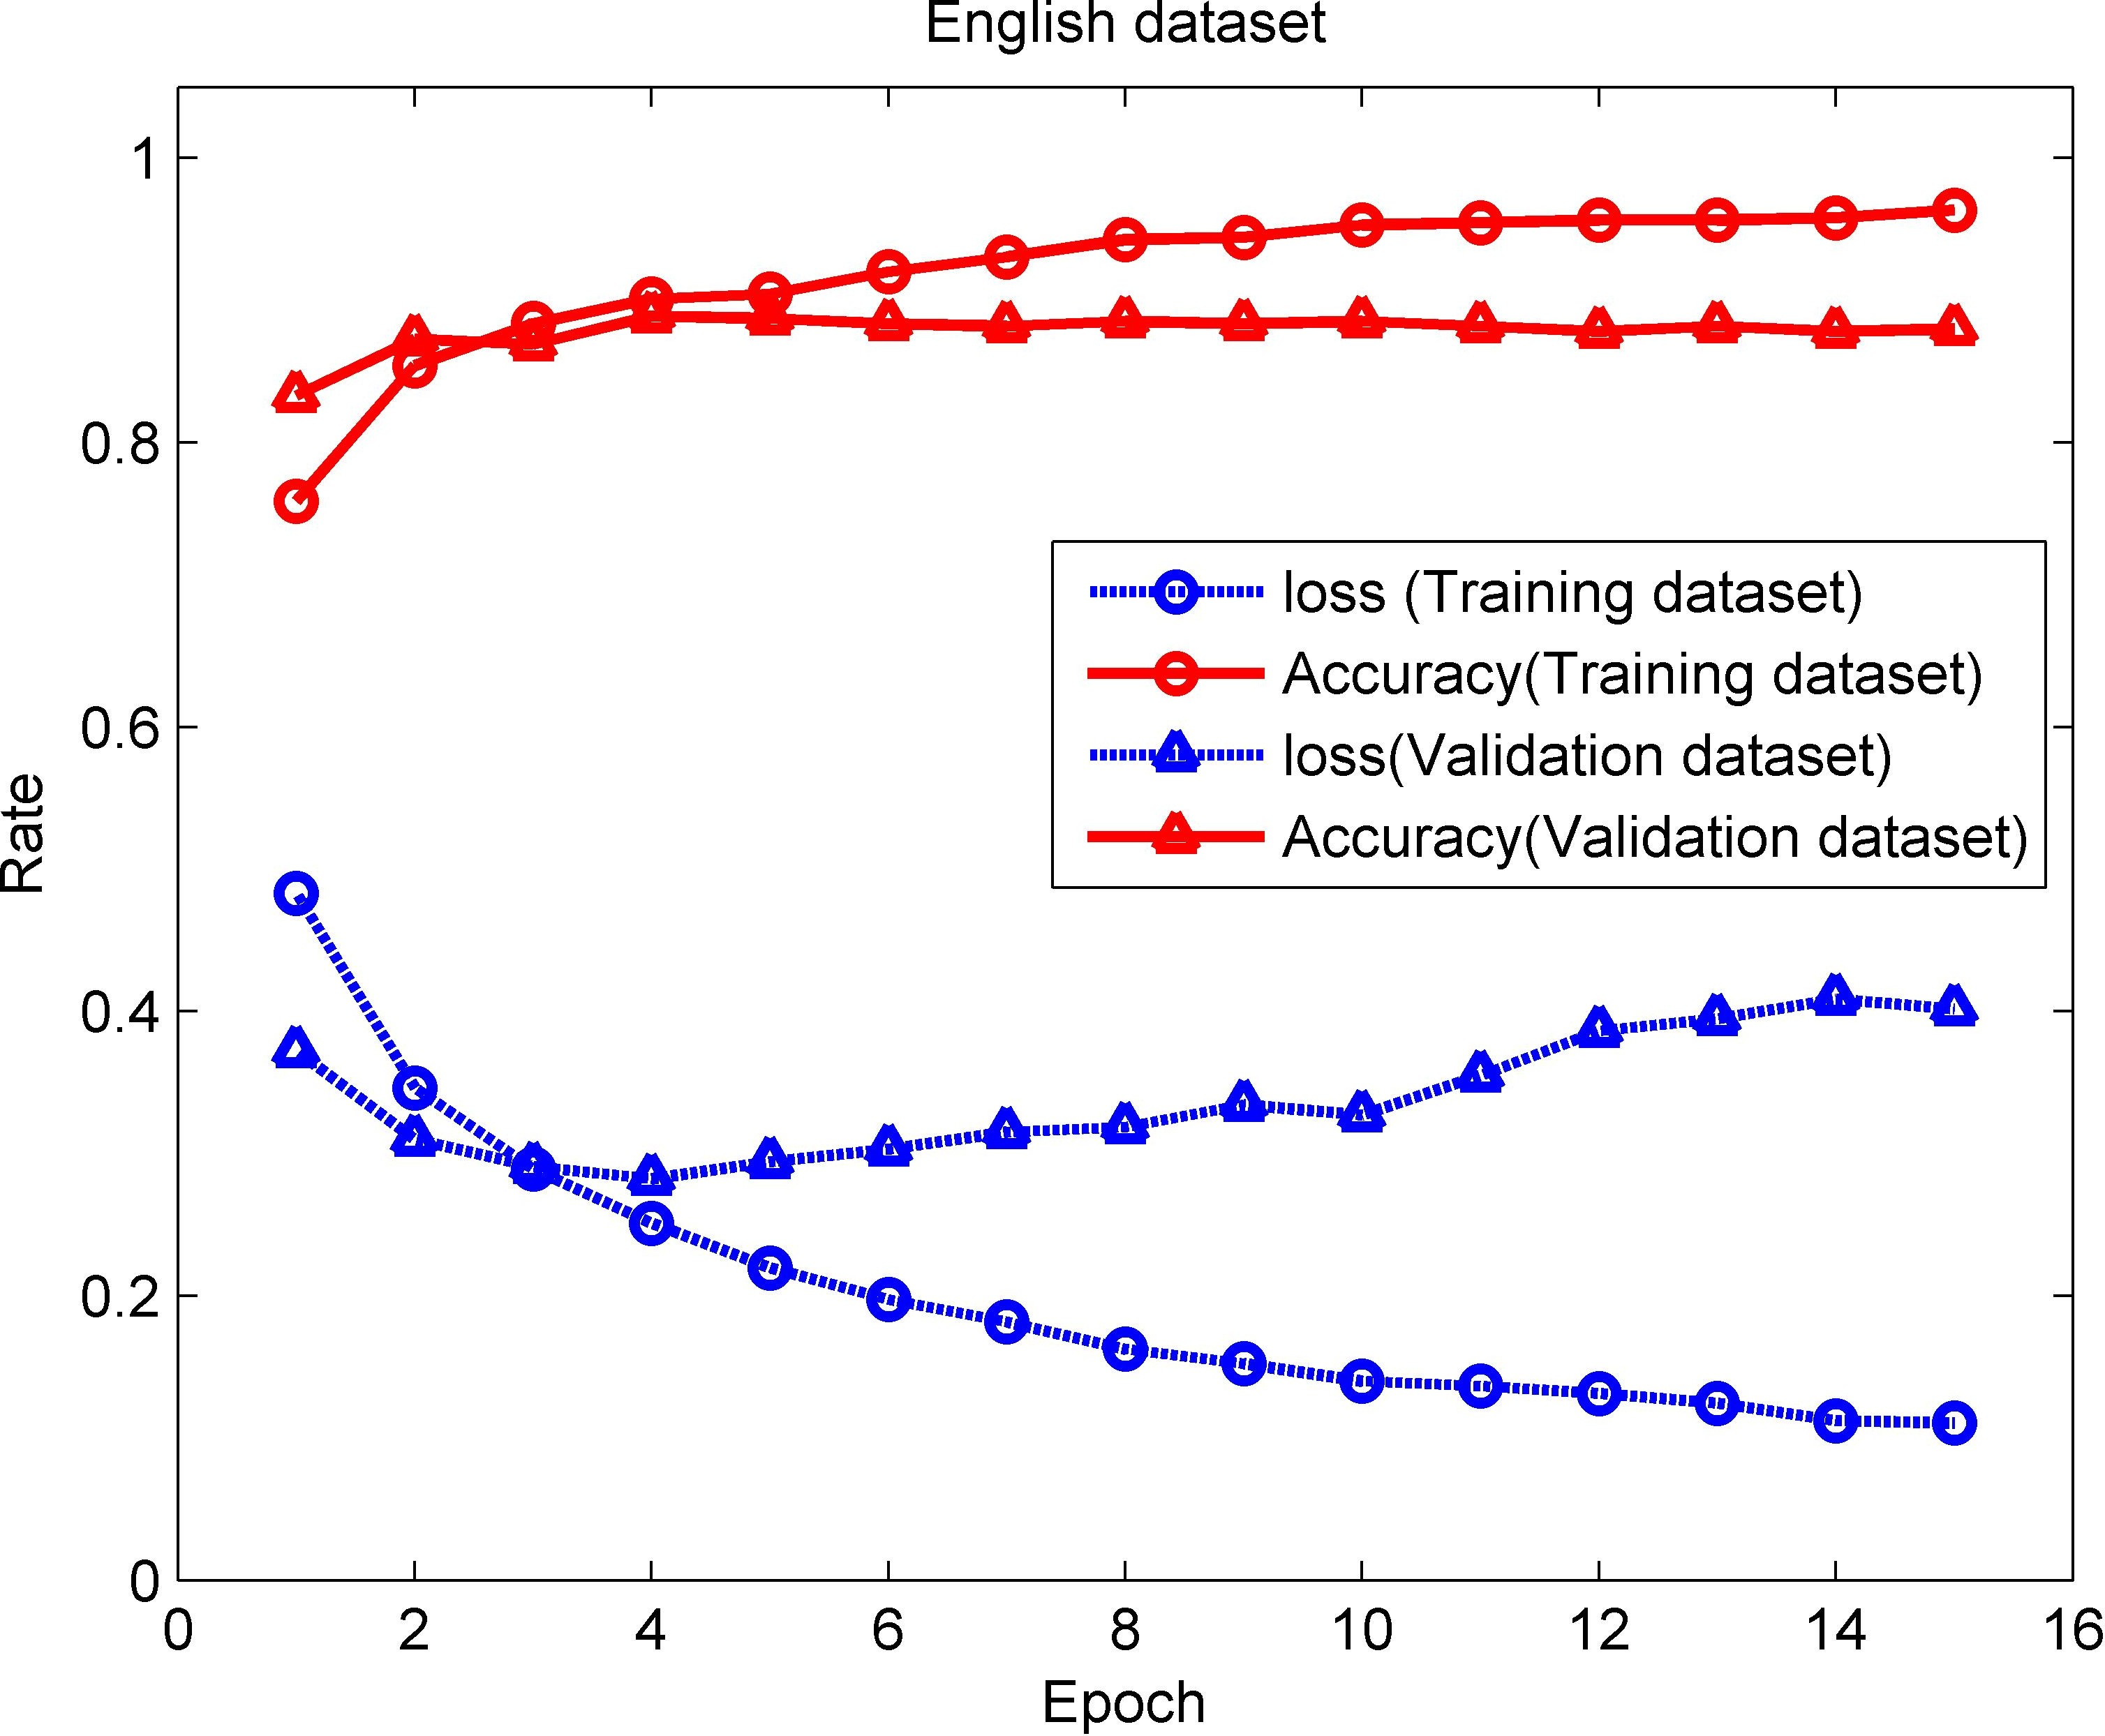 English dataset
1
0.8
0.6
0.4
0.2
0
Rate
loss (Training dataset)
Accuracy(Training dataset)
loss(Validation dataset)
Accuracy(Validation dataset)
0 2 4 6 8 10 12 14 16
Epoch